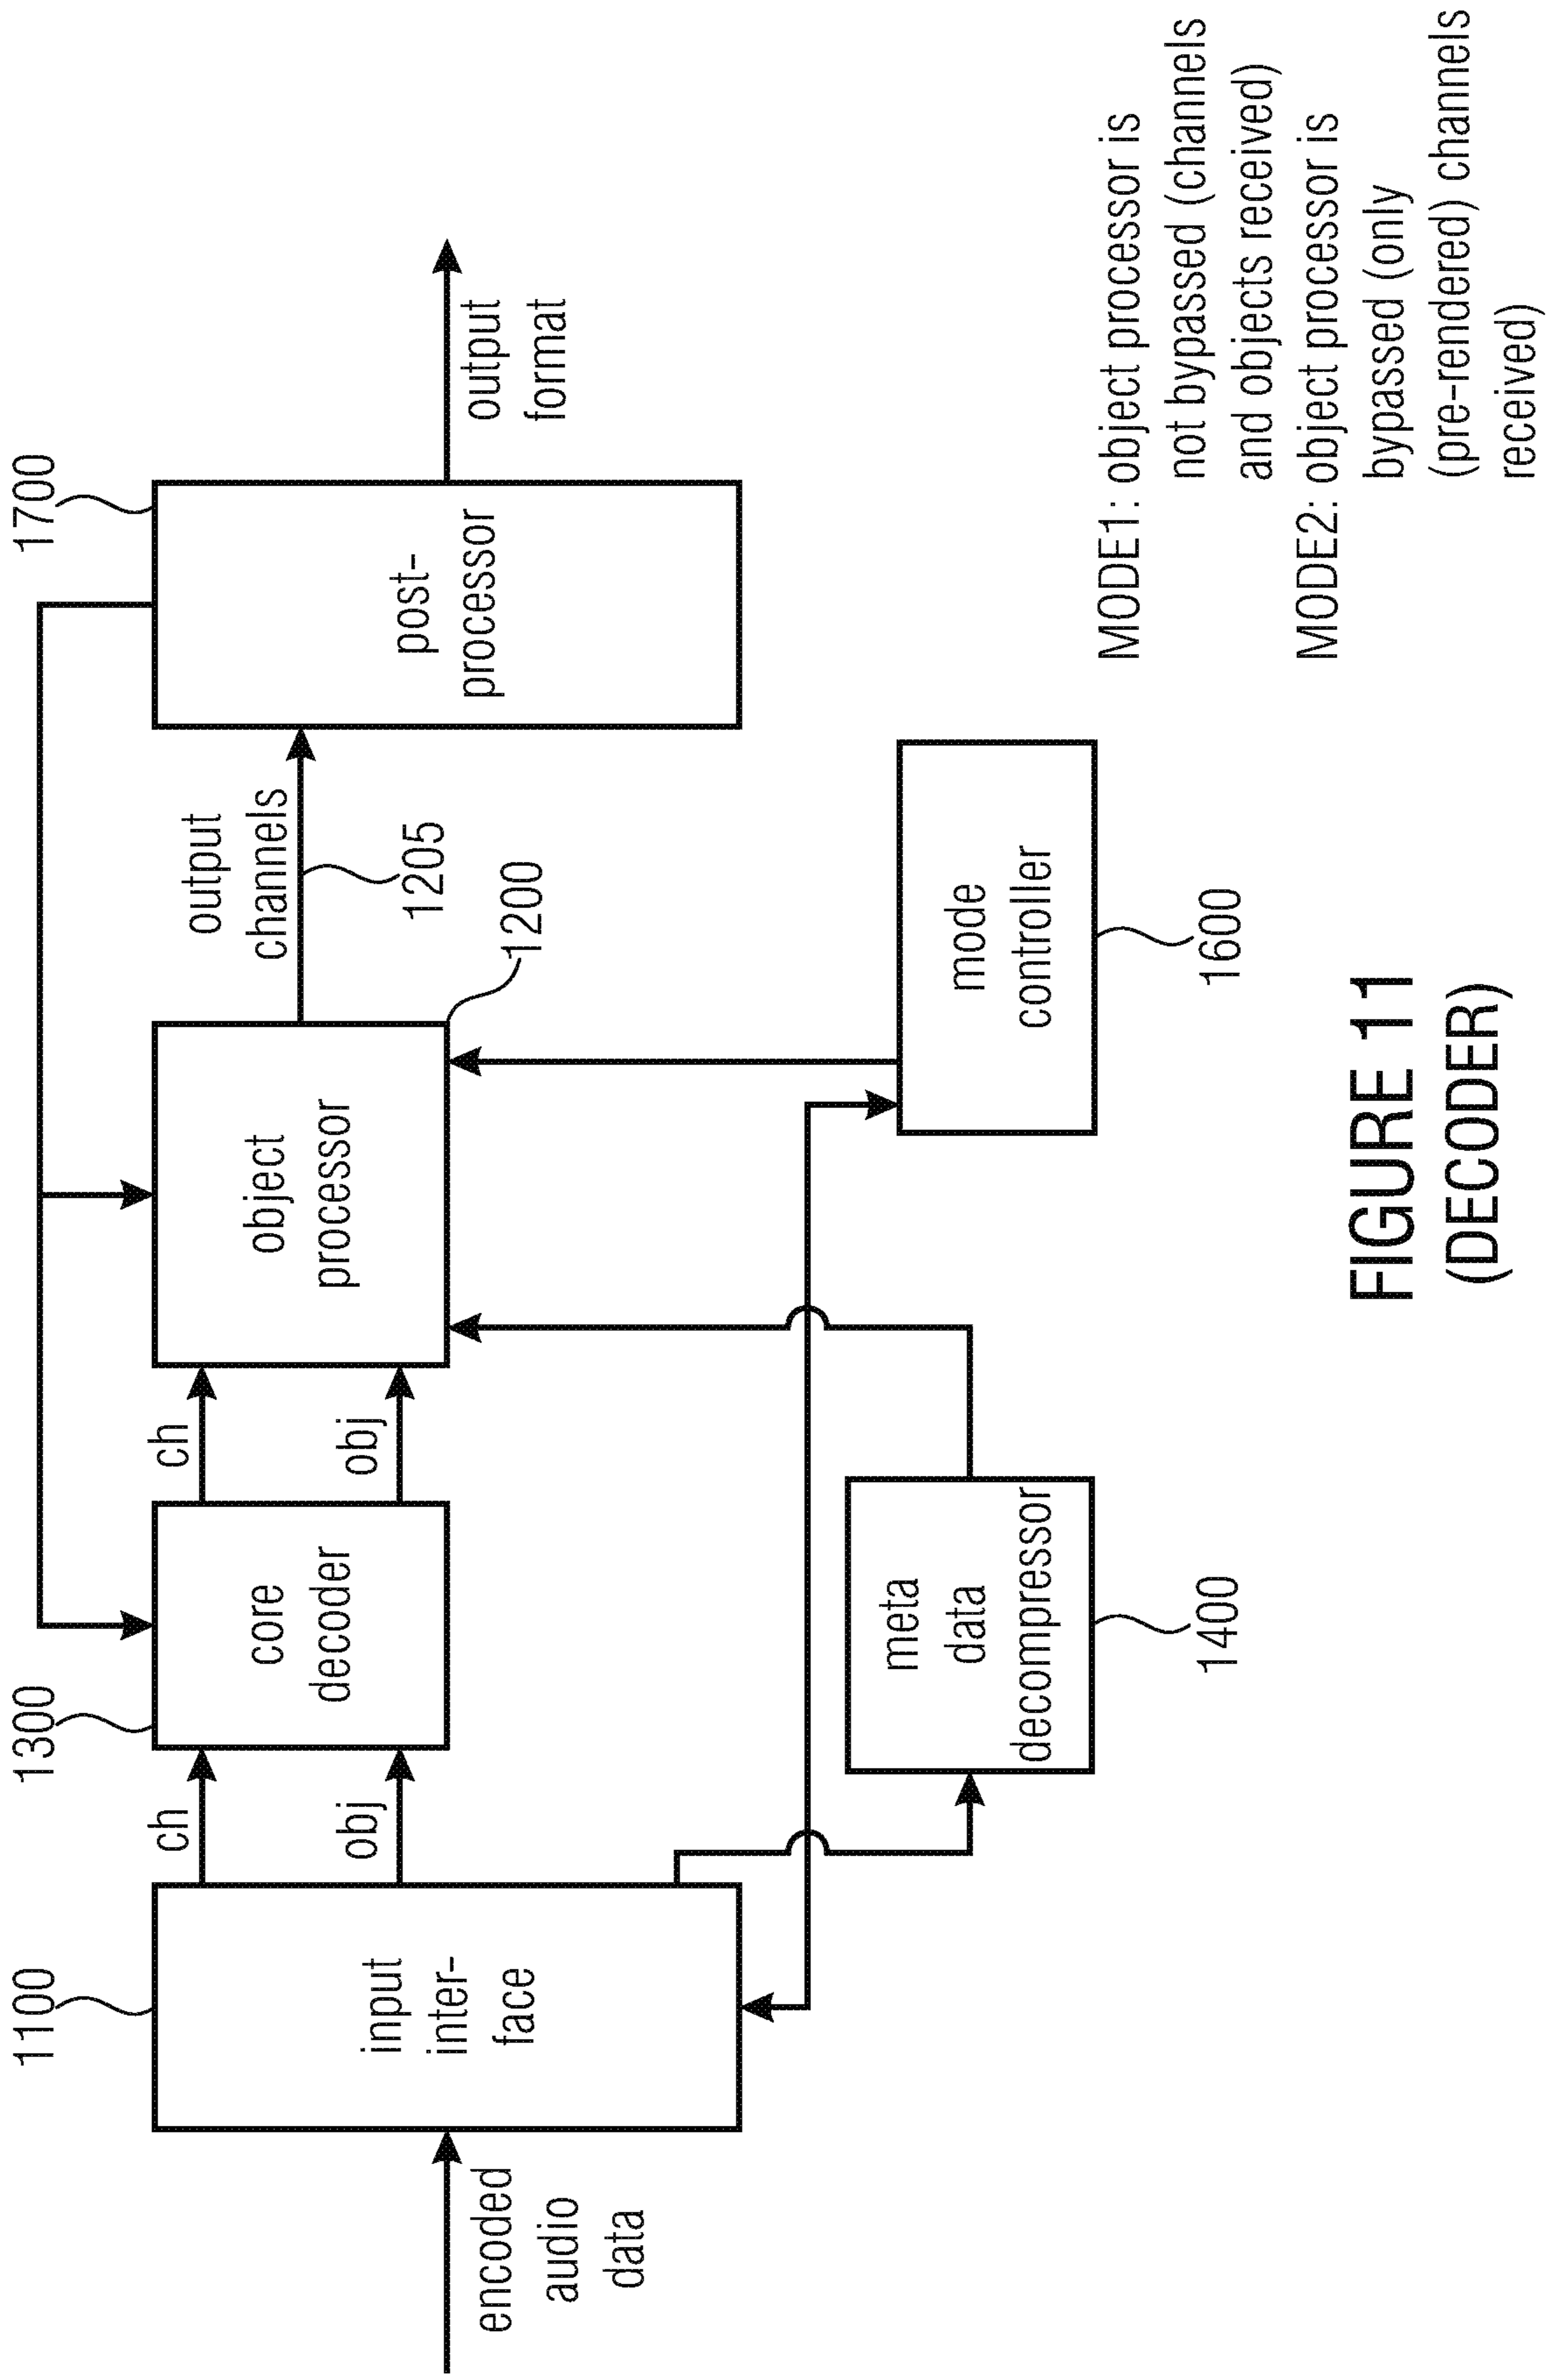 1100
1300
1700
encoded
audio
data
input
inter-
face
ch
obj
core
decoder
ch
obj
object
processor
1200
output
channels
1205
post-
processor
output
format
meta
data
decompressor
1400
mode
controller
1600
MODE1: object processor is
not bypassed (channels
and objects received)
MODE2: object processor is
bypassed (only
(pre-rendered) channels
received)
FIGURE 11
(DECODER)